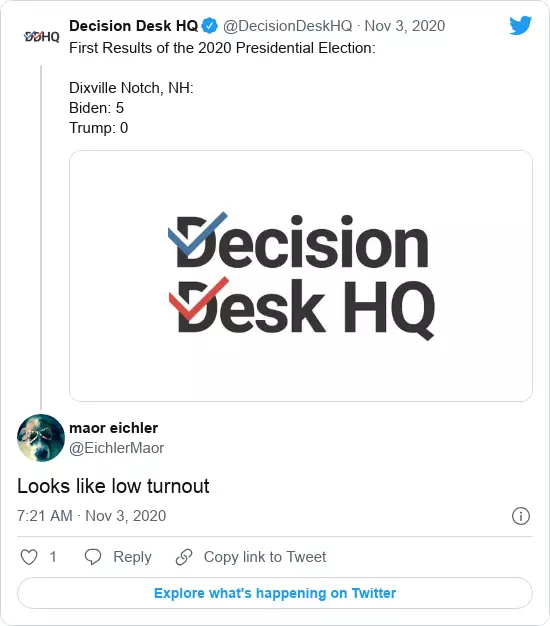 DDHQ
Decision Desk HQ @DecisionDeskHQ · Nov 3, 2020
First Results of the 2020 Presidential Election:
Dixville Notch, NH:
Biden: 5
Trump: 0
Decision
Desk HQ
maor eichler
@EichlerMaor
Looks like low turnout
7:21 AM · Nov 3, 2020
1 Reply Copy link to Tweet
Explore what's happening on Twitter